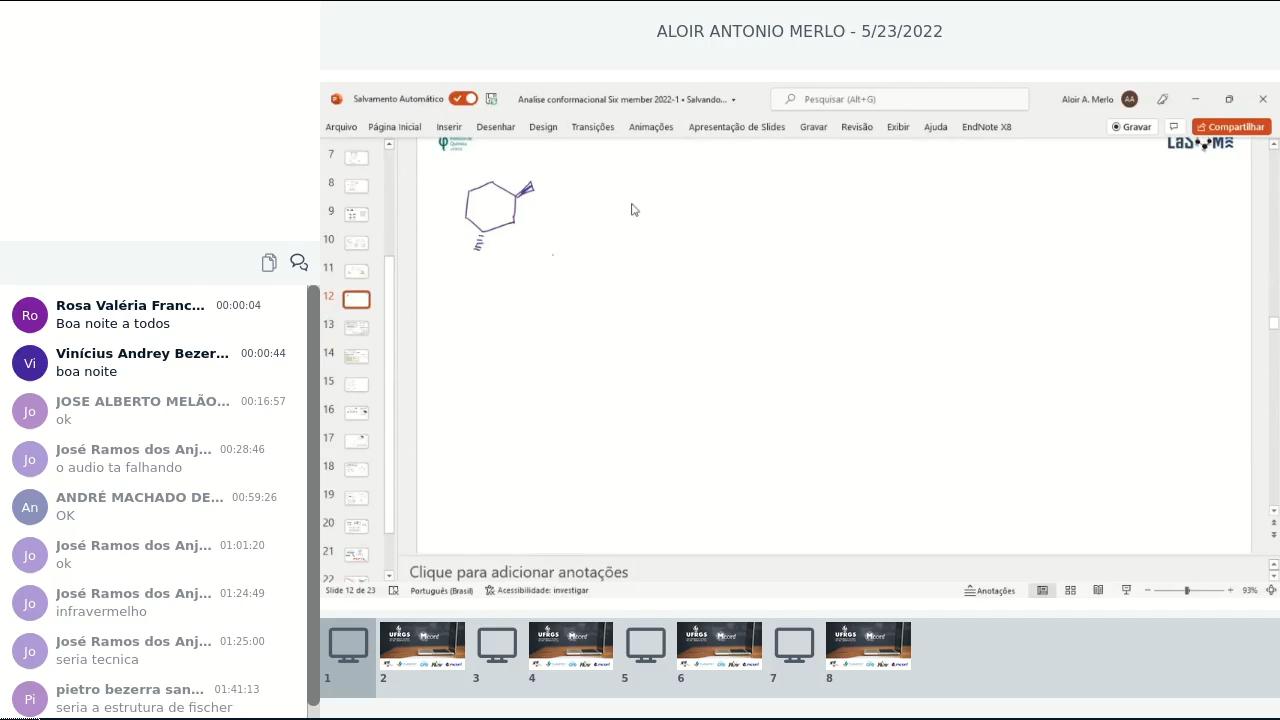 ALOIR ANTONIO MERLO - 5/23/2022
Salvamento Automático
Analise conformacional Six member 2022-1 • Salvando...
Pesquisar (Alt+G)
Aloir A. Merlo
AA
Arquivo Página Inicial Inserir Desenhar Design Transições Animações Apresentação de Slides Gravar Revisão Exibir Ajuda EndNote X8
Gravar
Compartilhar
7
8
9
10
11
12
13
14
15
16
17
18
19
20
21
22
Clique para adicionar anotações
Slide 12 de 23
Português (Brasil)
Acessibilidade: investigar
Anotações
93%
Ro
Rosa Valéria Franc... 00:00:04
Boa noite a todos
Vi
Vinícius Andrey Bezer... 00:00:44
boa noite
Jo
JOSE ALBERTO MELÃO... 00:16:57
ok
Jo
José Ramos dos Anj... 00:28:46
o audio ta falhando
An
ANDRÉ MACHADO DE... 00:59:26
OK
Jo
José Ramos dos Anj... 01:01:20
ok
Jo
José Ramos dos Anj... 01:24:49
infravermelho
Jo
José Ramos dos Anj... 01:25:00
seria tecnica
Pi
pietro bezerra san... 01:41:13
seria a estrutura de fischer
UFRGS Mconf
UFRGS Mconf
UFRGS Mconf
UFRGS Mconf
1 2 3 4 5 6 7 8